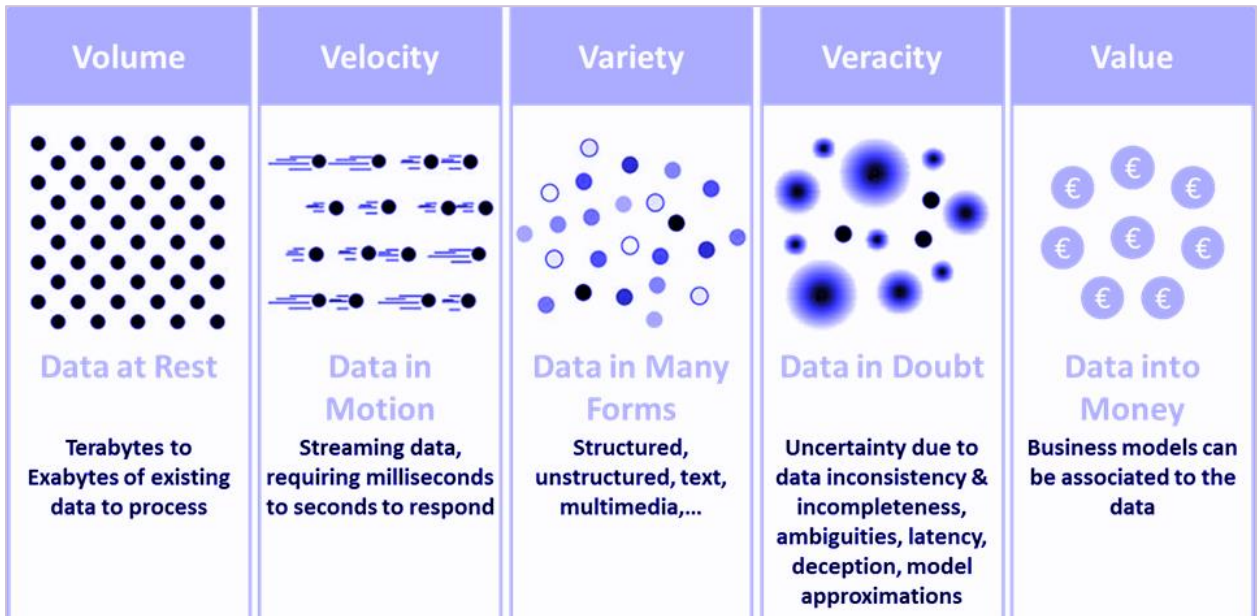 Volume
Velocity
Variety
Veracity
Value
€
€
€
€
€
€
€
€
Data at Rest
Terabytes to
Exabytes of existing
data to process
Data in
Motion
Streaming data,
requiring milliseconds
to seconds to respond
Data in Many
Forms
Structured,
unstructured, text,
multimedia,...
Data in Doubt
Uncertainty due to
data inconsistency &
incompleteness,
ambiguities, latency,
deception, model
approximations
Data into
Money
Business models can
be associated to the
data